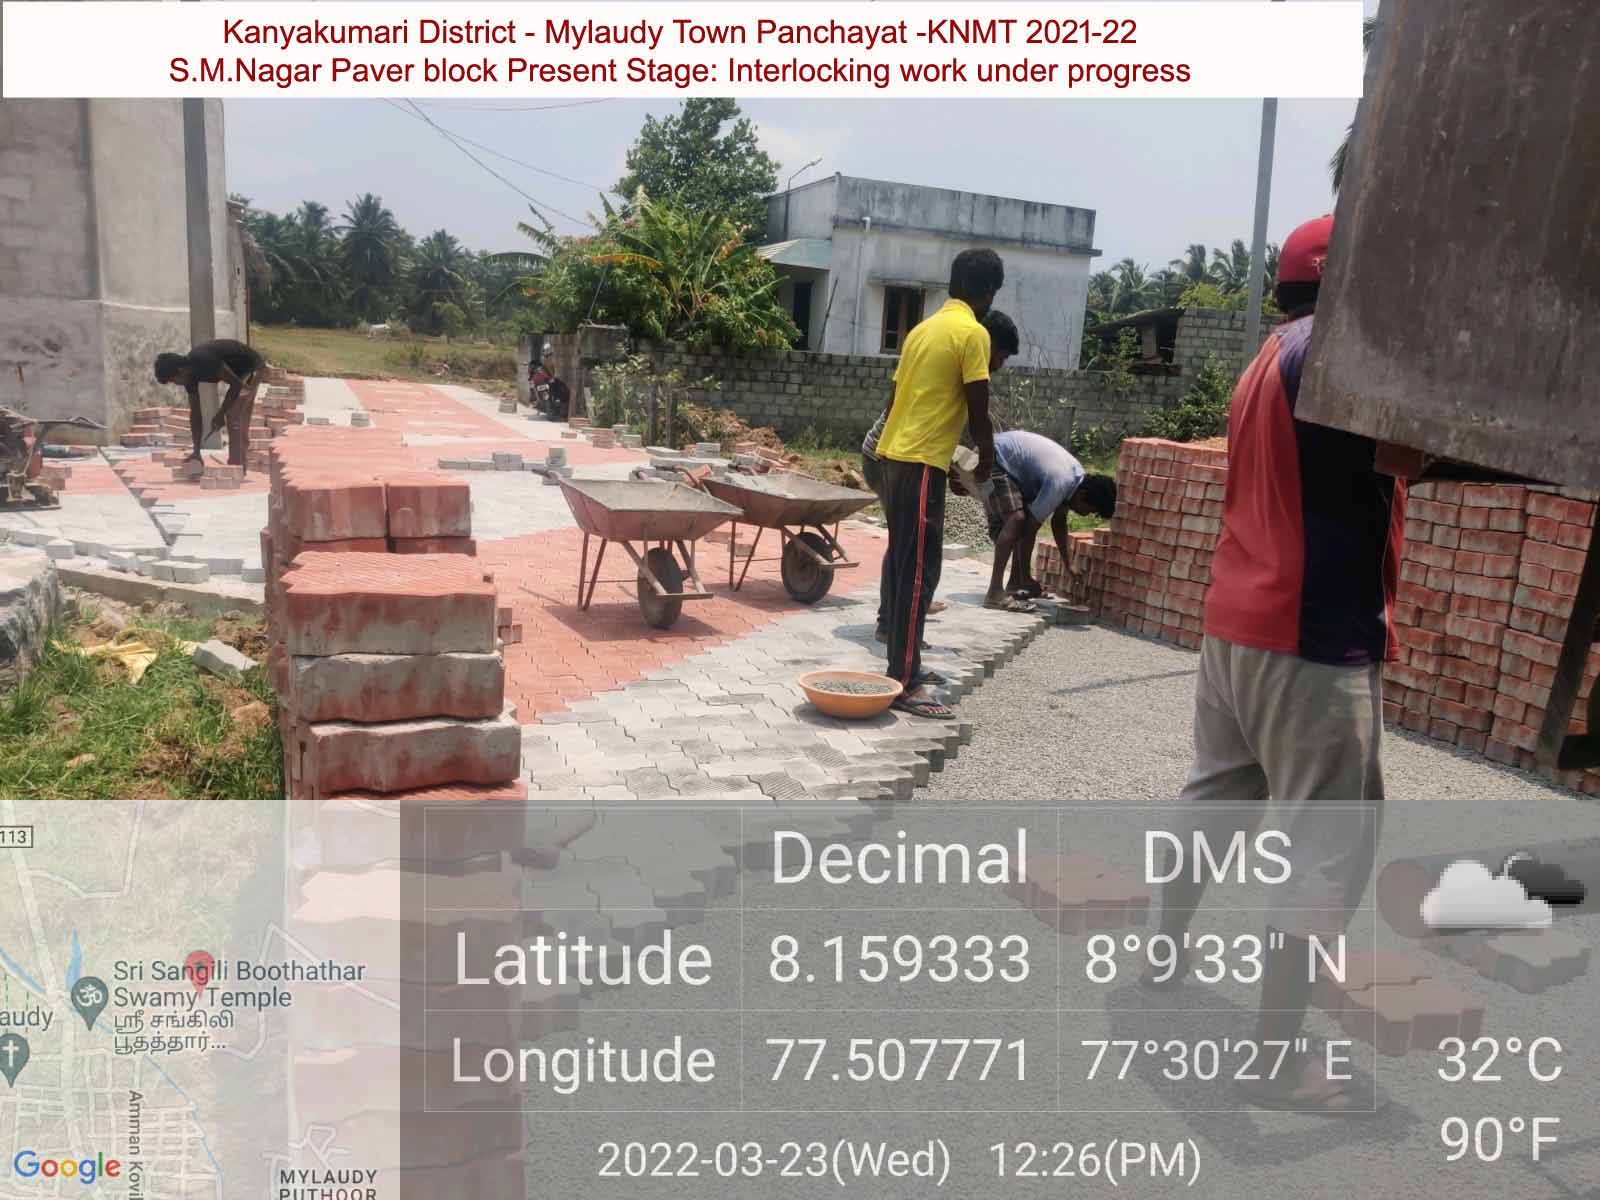 Kanyakumari District - Mylaudy Town Panchayat -KNMT 2021-22
S.M.Nagar Paver block Present Stage: Interlocking work under progress
113
Sri Sangili Boothathar
Swamy Temple
ஸ்ரீ சங்கிலி
பூதத்தார்...
audy
Amman Kovil
Google
MYLAUDY
PUTHOOR
Decimal DMS
Latitude 8.159333 8°9'33" N
Longitude 77.507771 77°30'27" E
2022-03-23(Wed) 12:26(PM)
32°C
90°F